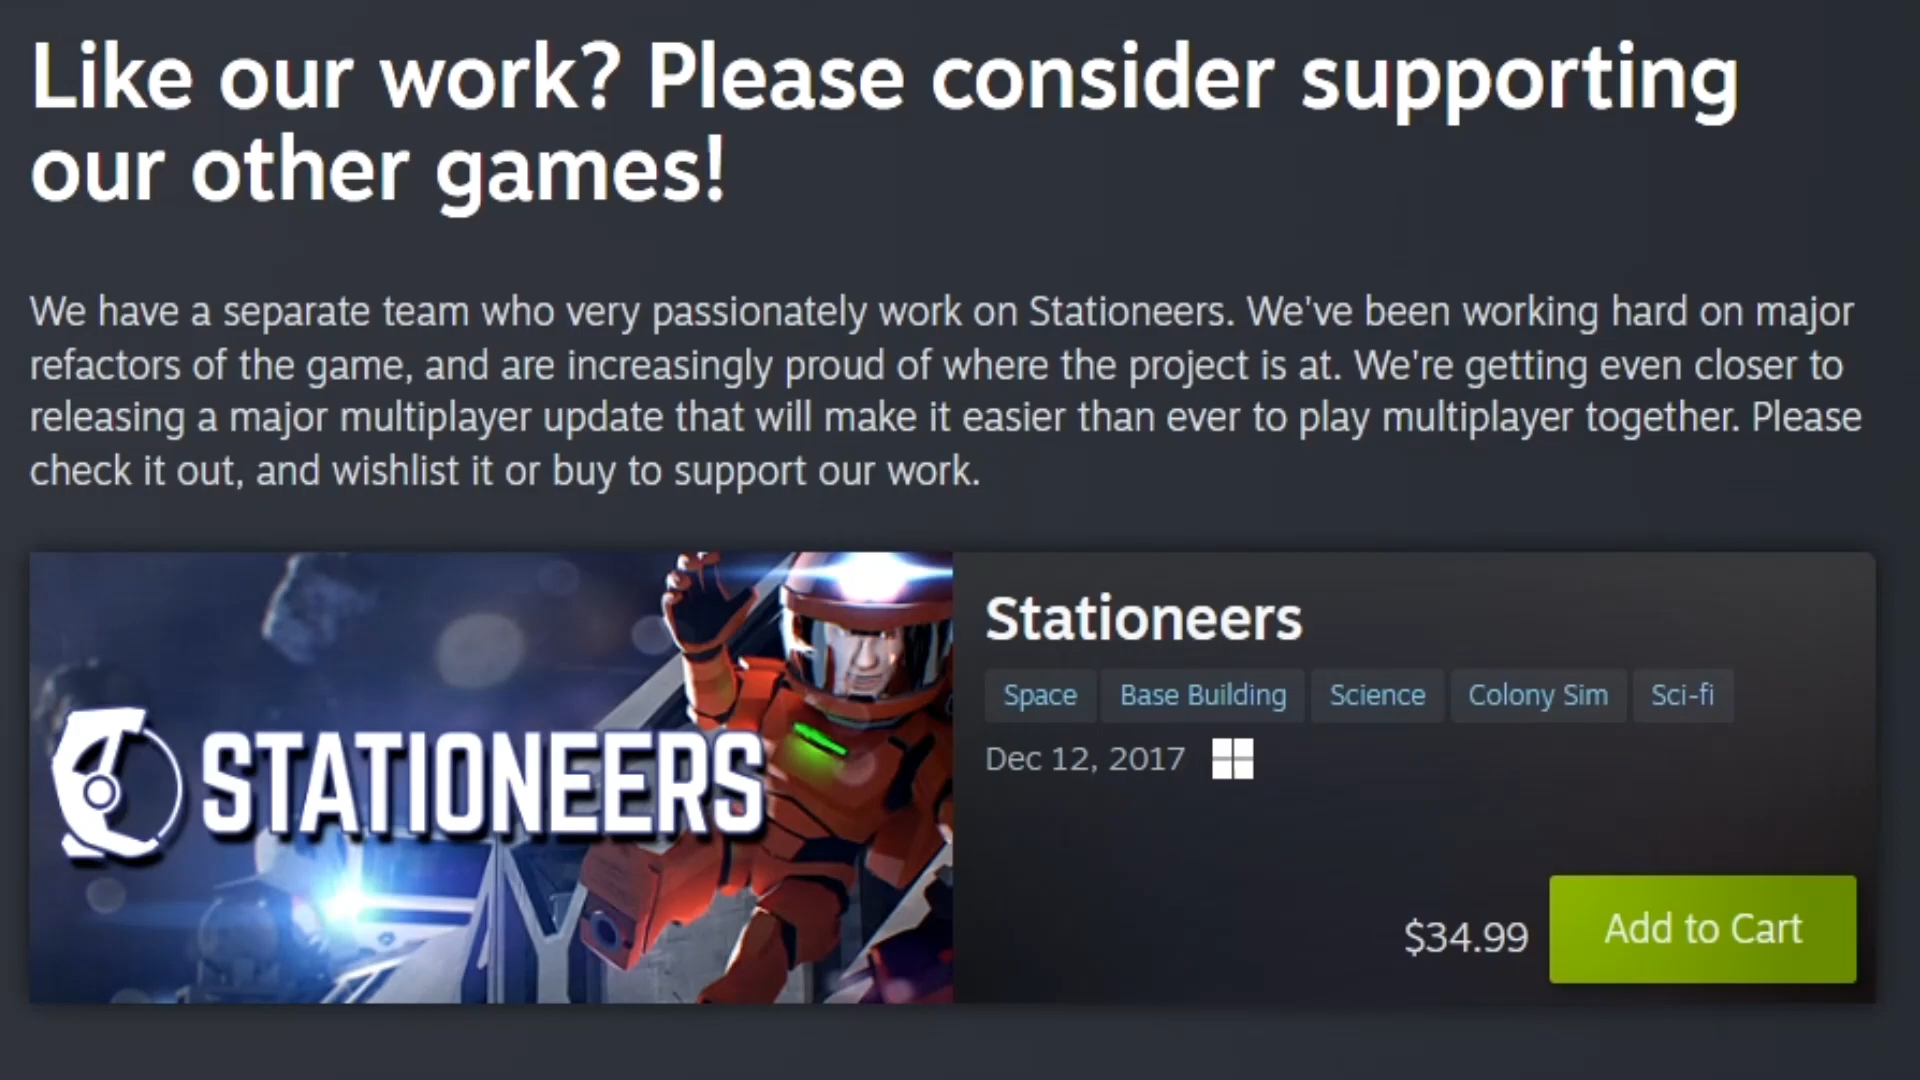 Like our work? Please consider supporting
our other games!
We have a separate team who very passionately work on Stationeers. We've been working hard on major
refactors of the game, and are increasingly proud of where the project is at. We're getting even closer to
releasing a major multiplayer update that will make it easier than ever to play multiplayer together. Please
check it out, and wishlist it or buy to support our work.
STATIONEERS
Stationeers
Space Base Building Science Colony Sim Sci-fi
Dec 12, 2017
$34.99 Add to Cart